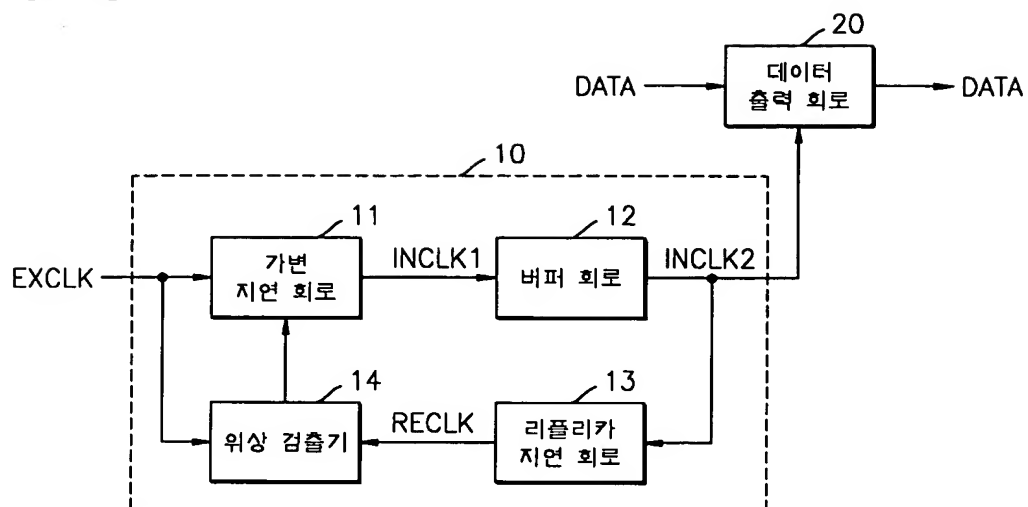 20
DATA
데이터
출력 회로
DATA
10
11
12
EXCLK
가변
지연 회로
INCLK1
버퍼 회로
INCLK2
14
13
위상 검출기
RECLK
리플리카
지연 회로